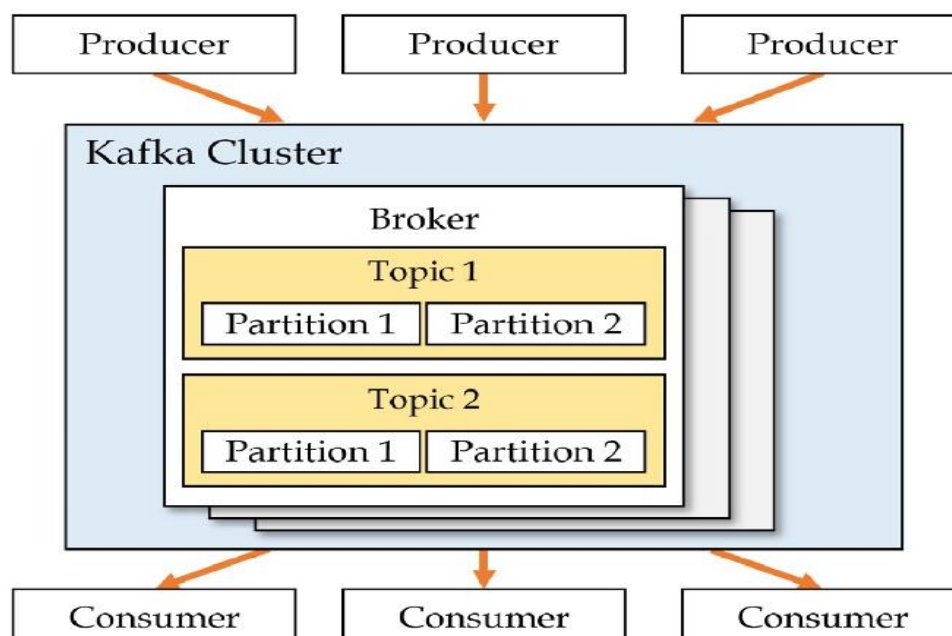 Producer
Producer
Producer
Kafka Cluster
Broker
Topic 1
Partition 1
Partition 2
Topic 2
Partition 1
Partition 2
Consumer
Consumer
Consumer